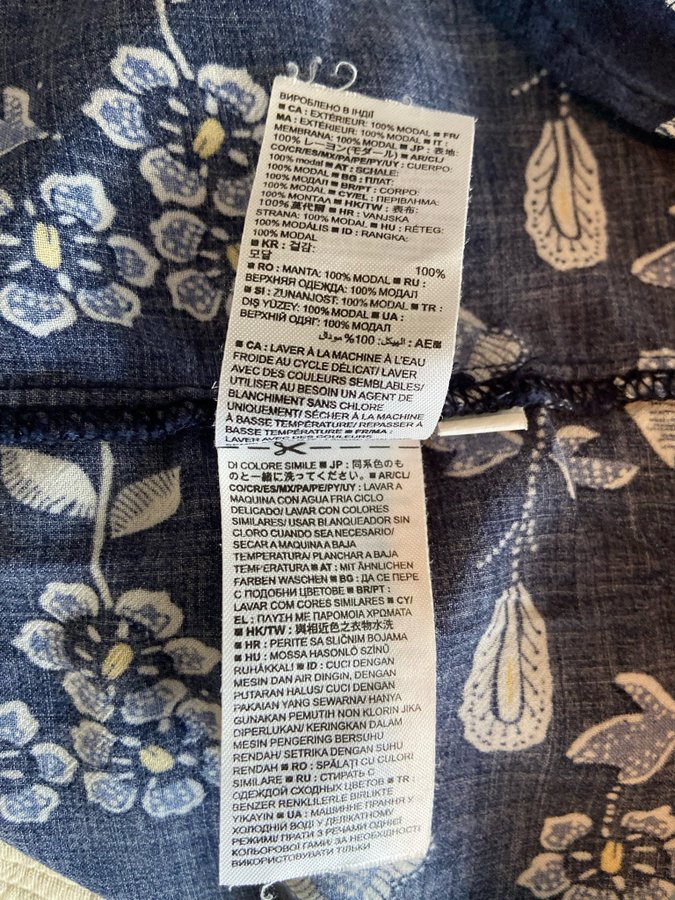 ВИРОБЛЕНО В ІНДІЇ
■ CA : EXTÉRIEUR: 100% MODAL ■ FR/
MA : EXTÉRIEUR: 100% MODAL ■ IT :
MEMBRANA: 100% MODAL ■ JP : 表地:
100% レーヨン(モダール) ■ AR/CL/
CO/CR/ES/MX/PA/PE/PY/UY : CUERPO:
100% modal ■ AT : SCHALE:
100% MODAL ■ BG : ПЛАТ:
100% МОДАЛ ■ BR/PT : CORPO:
100% MODAL ■ CY/EL : ΠΕΡΙΒΛΗΜΑ:
100% ΜΟΝΤΑΛ ■ HK/TW : 表布:
100% 莫代爾 ■ HR : VANJSKA
STRANA: 100% MODAL ■ HU : RÉTEG:
100% MODÁLIS ■ ID : RANGKA:
100% MODAL
■ KR : 겉감: 100%
모달
■ RO : MANTA: 100% MODAL ■ RU :
ВЕРХНЯЯ ОДЕЖДА: 100% МОДАЛ
■ SI : ZUNANJOST: 100% MODAL ■ TR :
DIŞ YÜZEY: 100% MODAL ■ UA :
ВЕРХНІЙ ОДЯГ: 100% МОДАЛ
■AE : الهيكل: 100% مودال
■ CA : LAVER À LA MACHINE À L'EAU
FROIDE AU CYCLE DÉLICAT/ LAVER
AVEC DES COULEURS SEMBLABLES/
UTILISER AU BESOIN UN AGENT DE
BLANCHIMENT SANS CHLORE
UNIQUEMENT/ SÉCHER À LA MACHINE
À BASSE TEMPÉRATURE/ REPASSER À
BASSE TEMPÉRATURE ■ FR/MA :
LAVER AVEC DES COULEURS
DI COLORE SIMILE ■ JP : 同系色のも
のと一緒に洗ってください。 ■ AR/CL/
CO/CR/ES/MX/PA/PE/PY/UY : LAVAR A
MAQUINA CON AGUA FRIA CICLO
DELICADO/ LAVAR CON COLORES
SIMILARES/ USAR BLANQUEADOR SIN
CLORO CUANDO SEA NECESARIO/
SECAR A MAQUINA A BAJA
TEMPERATURA/ PLANCHAR A BAJA
TEMPERATURA ■ AT : MIT ÄHNLICHEN
FARBEN WASCHEN ■ BG : ДА СЕ ПЕРЕ
С ПОДОБНИ ЦВЕТОВЕ ■ BR/PT :
LAVAR COM CORES SIMILARES ■ CY/
EL : ΠΛΥΣΗ ΜΕ ΠΑΡΟΜΟΙΑ ΧΡΩΜΑΤΑ
■ HK/TW : 與相近色之衣物水洗
■ HR : PERITE SA SLIČNIM BOJAMA
■ HU : MOSSA HASONLÓ SZÍNŰ
RUHÁKKAL! ■ ID : CUCI DENGAN
MESIN DAN AIR DINGIN, DENGAN
PUTARAN HALUS/ CUCI DENGAN
PAKAIAN YANG SEWARNA/ HANYA
GUNAKAN PEMUTIH NON KLORIN JIKA
DIPERLUKAN/ KERINGKAN DALAM
MESIN PENGERING BERSUHU
RENDAH/ SETRIKA DENGAN SUHU
RENDAH ■ RO : SPĂLAŢI CU CULORI
SIMILARE ■ RU : СТИРАТЬ С
ОДЕЖДОЙ СХОДНЫХ ЦВЕТОВ ■ TR :
BENZER RENKLILERLE BIRLIKTE
YIKAYIN ■ UA : МАШИННЕ ПРАННЯ У
ХОЛОДНІЙ ВОДІ У ДЕЛІКАТНОМУ
РЕЖИМІ/ ПРАТИ З РЕЧАМИ ОДНІЄЇ
КОЛЬОРОВОЇ ГАМИ/ ЗА НЕОБХІДНОСТІ
ВИКОРИСТОВУВАТИ ТІЛЬКИ